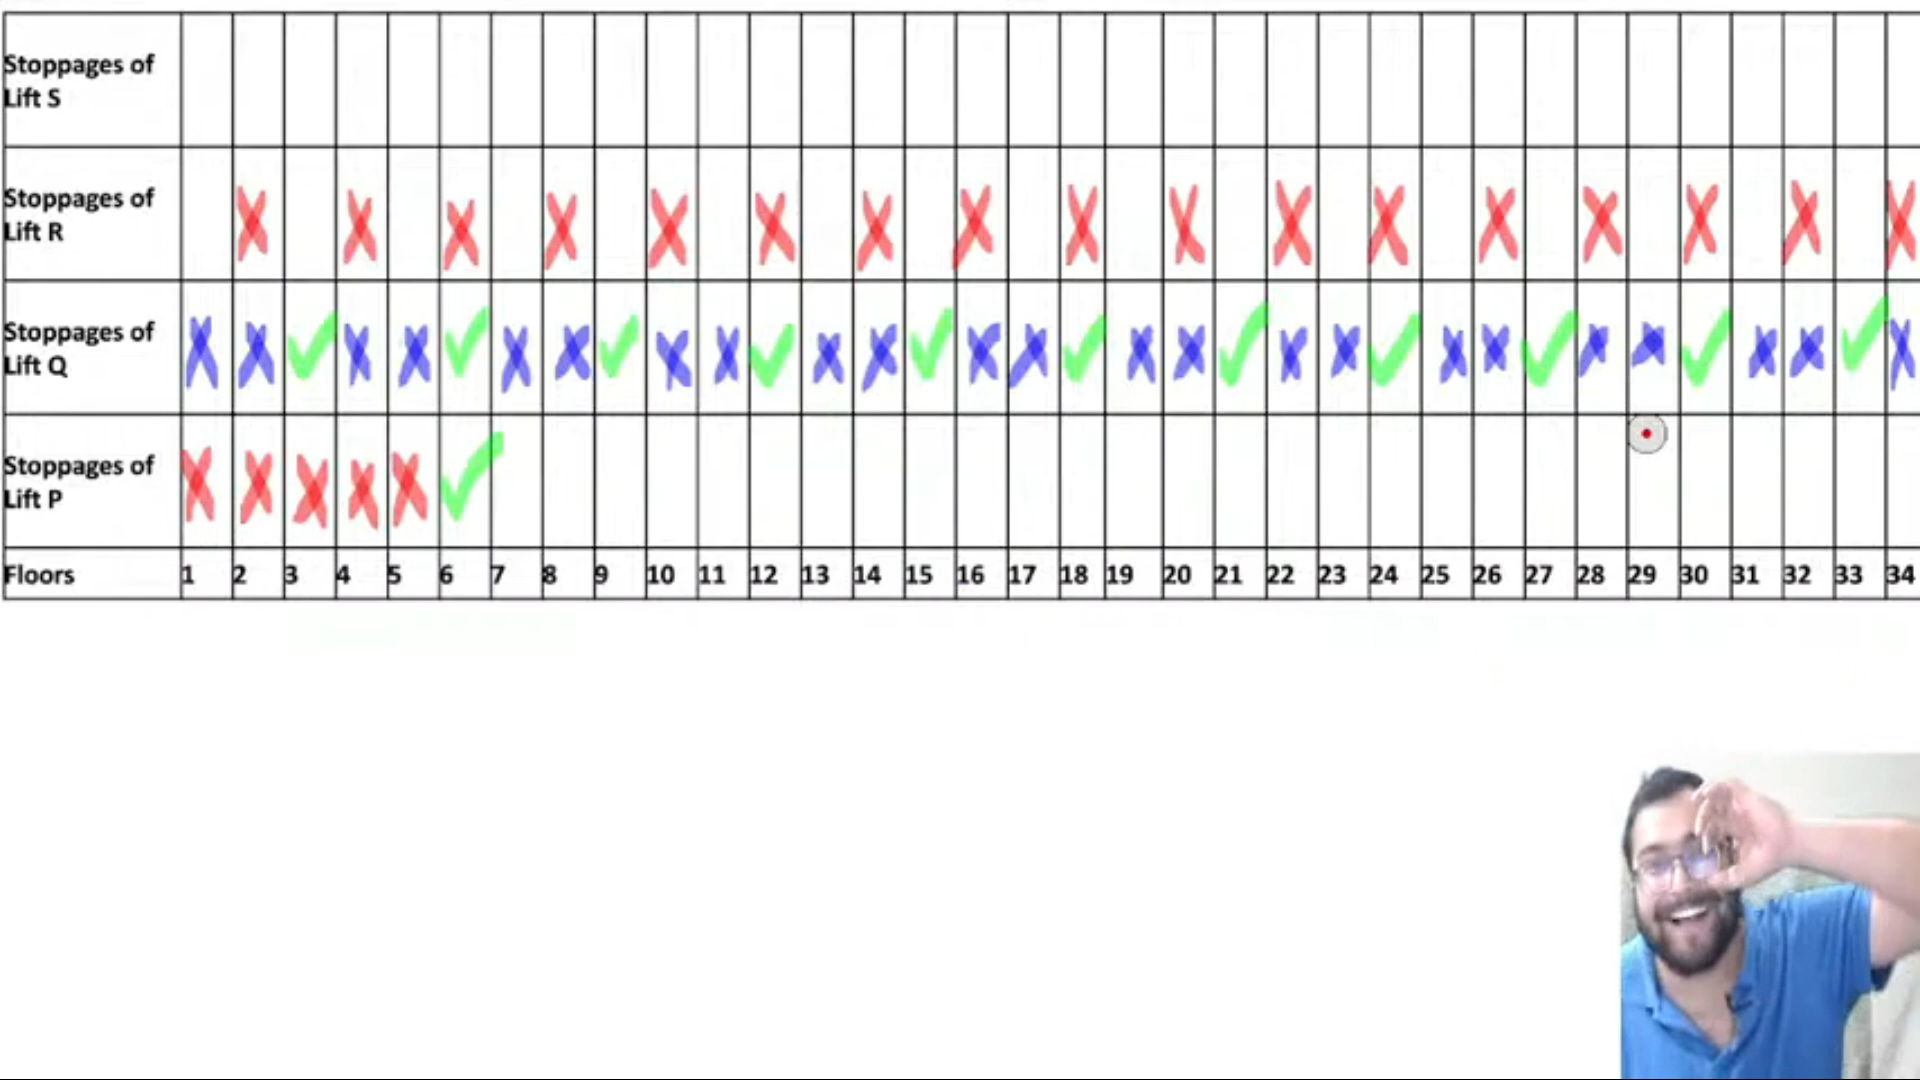 Stoppages of
Lift S
Stoppages of
Lift R
Stoppages of
Lift Q
Stoppages of
Lift P
Floors 1 2 3 4 5 6 7 8 9 10 11 12 13 14 15 16 17 18 19 20 21 22 23 24 25 26 27 28 29 30 31 32 33 34